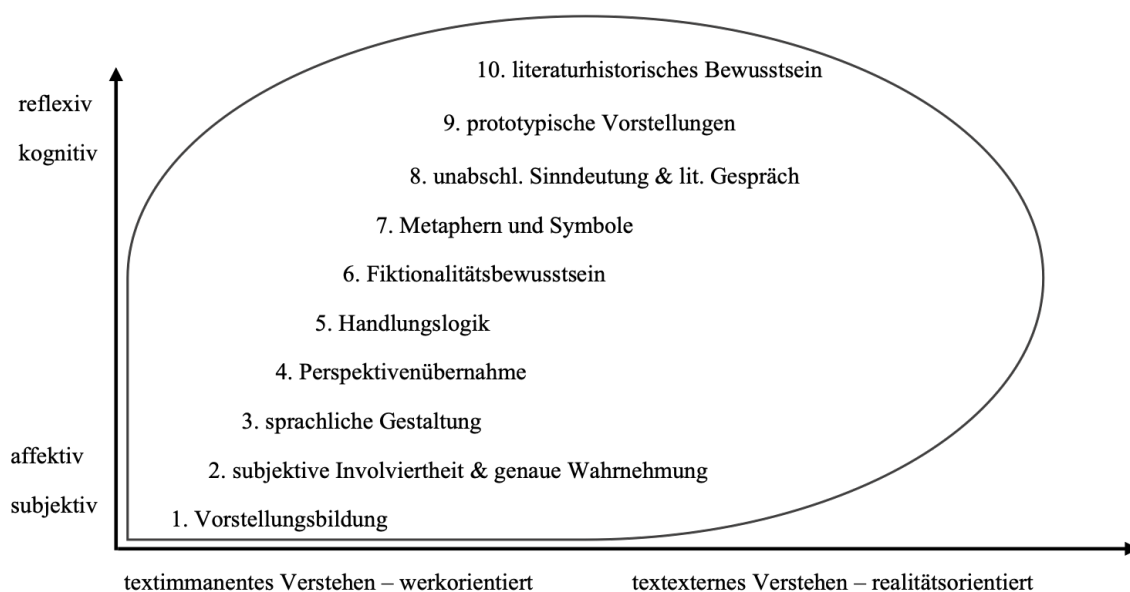 reflexiv
kognitiv
10. literaturhistorisches Bewusstsein
9. prototypische Vorstellungen
8. unabschl. Sinndeutung & lit. Gespräch
7. Metaphern und Symbole
6. Fiktionalitätsbewusstsein
5. Handlungslogik
4. Perspektivenübernahme
3. sprachliche Gestaltung
affektiv
subjektiv
2. subjektive Involviertheit & genaue Wahrnehmung
1. Vorstellungsbildung
textimmanentes Verstehen – werkorientiert
textexternes Verstehen – realitätsorientiert